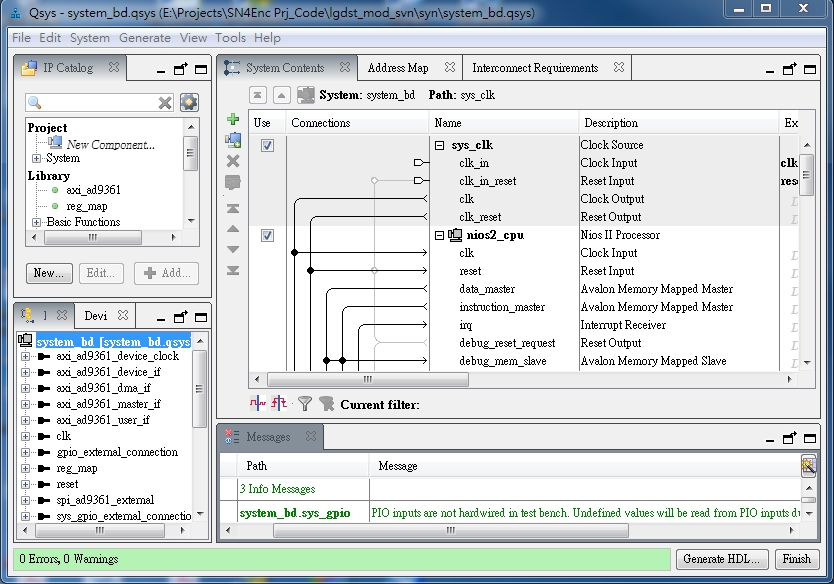 Qsys - system_bd.qsys (E:\Projects\SN4Enc Prj_Code\lgdst_mod_svn\syn\system_bd.qsys)
File Edit System Generate View Tools Help
IP Catalog
Project
New Component...
System
Library
axi_ad9361
reg_map
Basic Functions
New... Edit... Add...
Devi
system_bd [system_bd.qsys
axi_ad9361_device_clock
axi_ad9361_device_if
axi_ad9361_dma_if
axi_ad9361_master_if
axi_ad9361_user_if
clk
gpio_external_connection
reg_map
reset
spi_ad9361_external
sys_gpio_external_connectio
System Contents Address Map Interconnect Requirements
System: system_bd Path: sys_clk
Use Connections Name Description Ex
sys_clk Clock Source
clk_in Clock Input clk
clk_in_reset Reset Input res
clk Clock Output D
clk_reset Reset Output D
nios2_cpu Nios II Processor
clk Clock Input D
reset Reset Input D
data_master Avalon Memory Mapped Master D
instruction_master Avalon Memory Mapped Master D
irq Interrupt Receiver D
debug_reset_request Reset Output D
debug_mem_slave Avalon Memory Mapped Slave D
Current filter:
Messages
Path Message
3 Info Messages
system_bd.sys_gpio PIO inputs are not hardwired in test bench. Undefined values will be read from PIO inputs du
0 Errors, 0 Warnings
Generate HDL... Finish